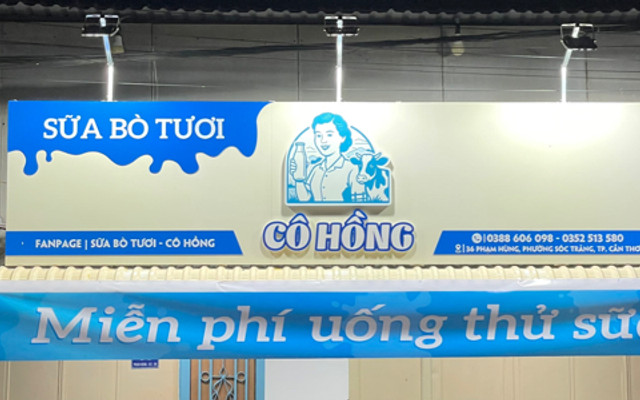 SỮA BÒ TƯƠI
CÔ HỒNG
FANPAGE | SỮA BÒ TƯƠI - CÔ HỒNG
0388 606 098 - 0352 513 580
36 PHẠM HÙNG, PHƯỜNG SÓC TRĂNG, TP. CẦN THƠ
Miễn phí uống thử sữa